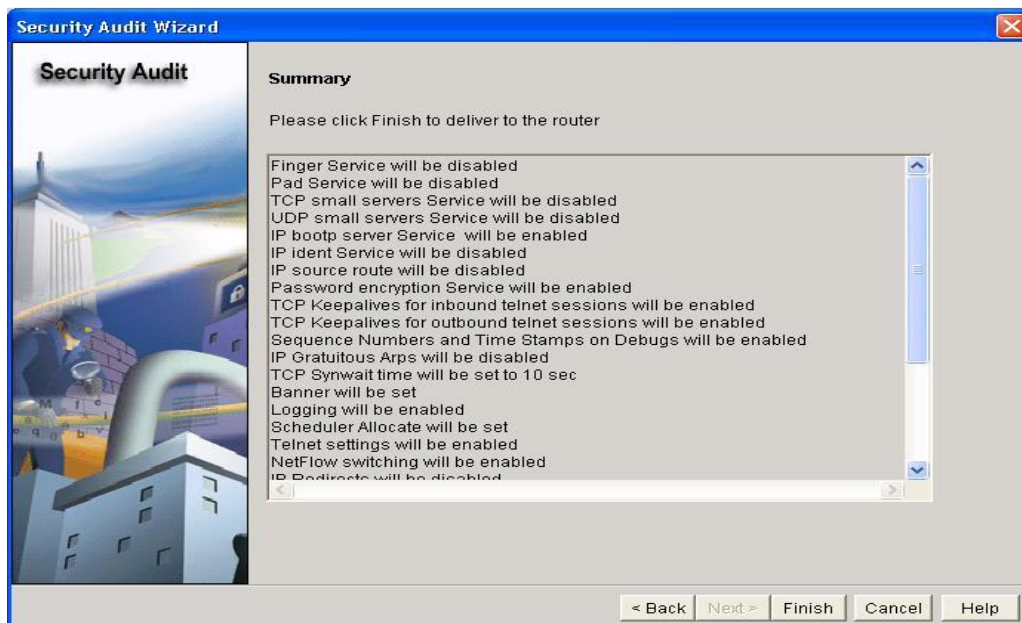 Security Audit Wizard
Security Audit
Summary
Please click Finish to deliver to the router
Finger Service will be disabled
Pad Service will be disabled
TCP small servers Service will be disabled
UDP small servers Service will be disabled
IP bootp server Service will be enabled
IP ident Service will be disabled
IP source route will be disabled
Password encryption Service will be enabled
TCP Keepalives for inbound telnet sessions will be enabled
TCP Keepalives for outbound telnet sessions will be enabled
Sequence Numbers and Time Stamps on Debugs will be enabled
IP Gratuitous Arps will be disabled
TCP Synwait time will be set to 10 sec
Banner will be set
Logging will be enabled
Scheduler Allocate will be set
Telnet settings will be enabled
NetFlow switching will be enabled
IP Redirects will be disabled
< Back Next > Finish Cancel Help